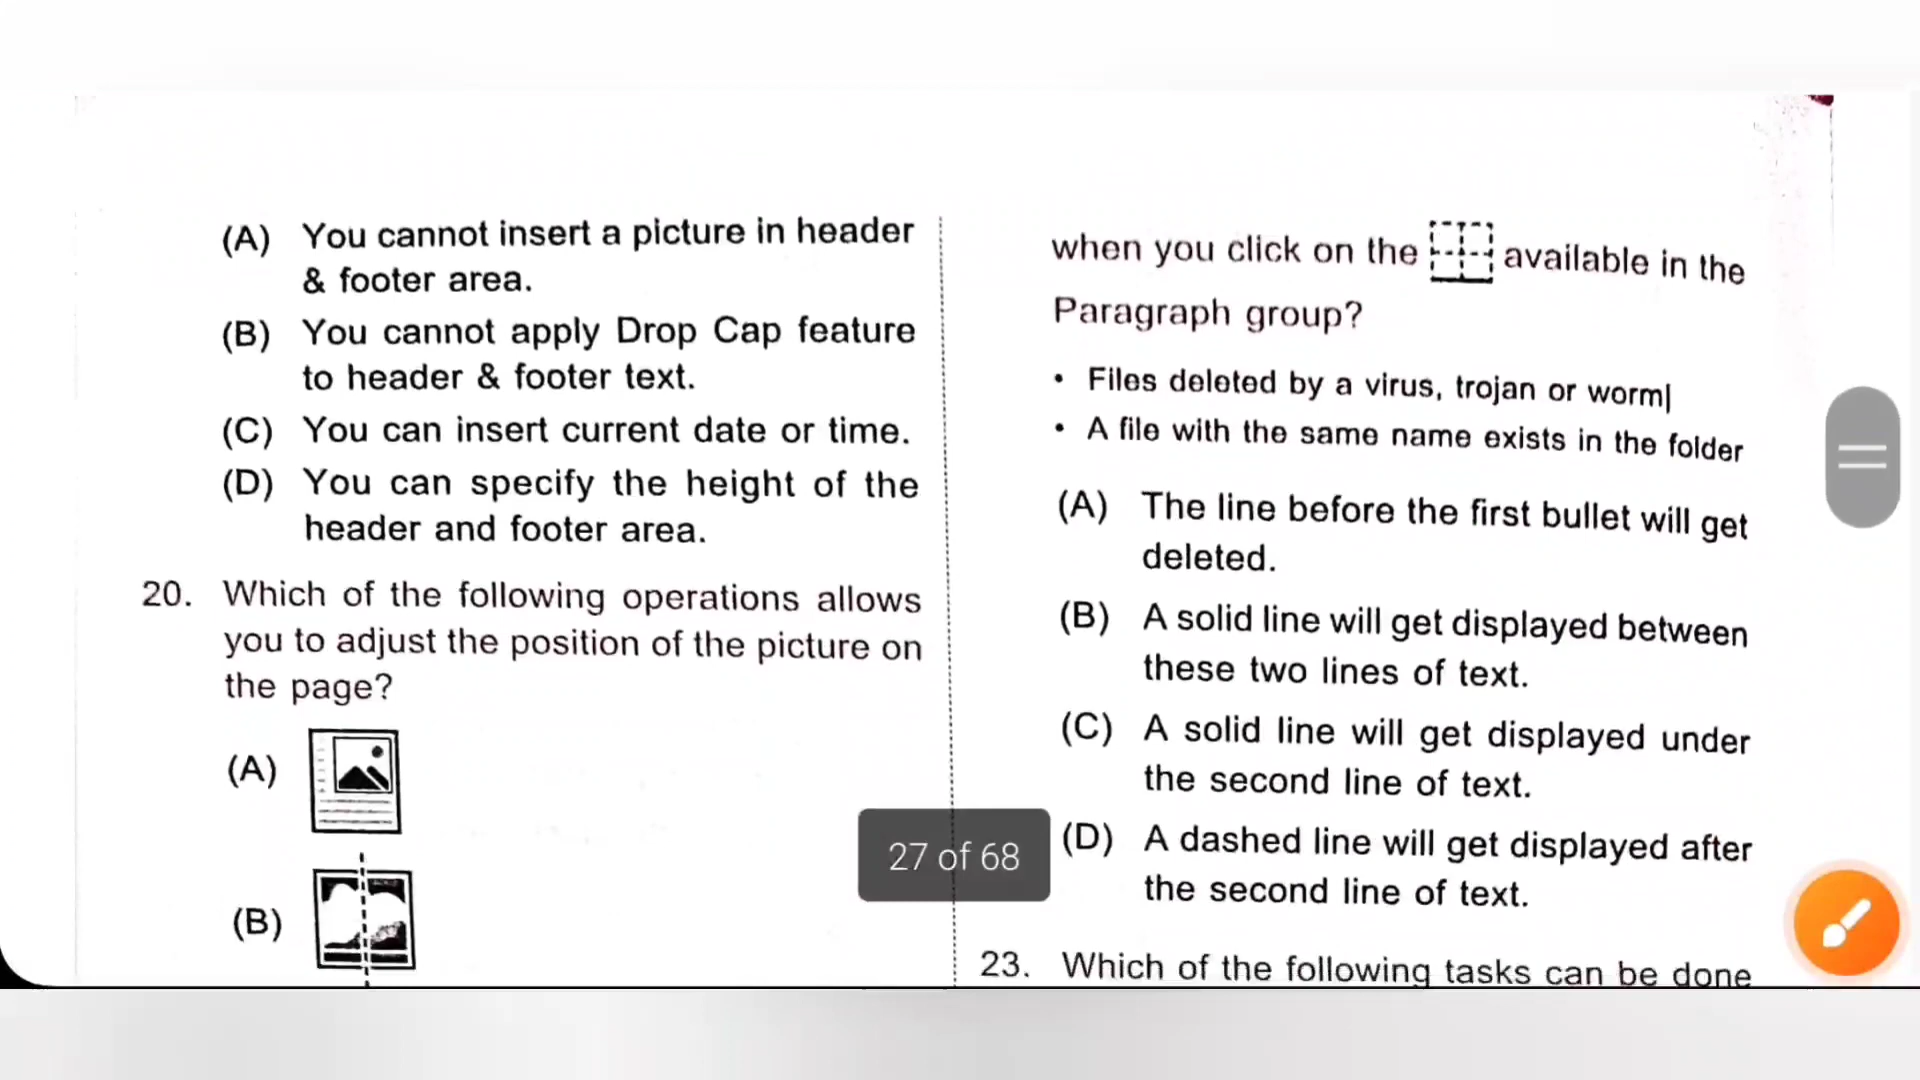 (A) You cannot insert a picture in header
& footer area.
(B) You cannot apply Drop Cap feature
to header & footer text.
(C) You can insert current date or time.
(D) You can specify the height of the
header and footer area.
20. Which of the following operations allows
you to adjust the position of the picture on
the page?
(A)
(B)
when you click on the available in the
Paragraph group?
• Files deleted by a virus, trojan or worm|
• A file with the same name exists in the folder
(A) The line before the first bullet will get
deleted.
(B) A solid line will get displayed between
these two lines of text.
(C) A solid line will get displayed under
the second line of text.
(D) A dashed line will get displayed after
the second line of text.
23. Which of the following tasks can be done
27 of 68